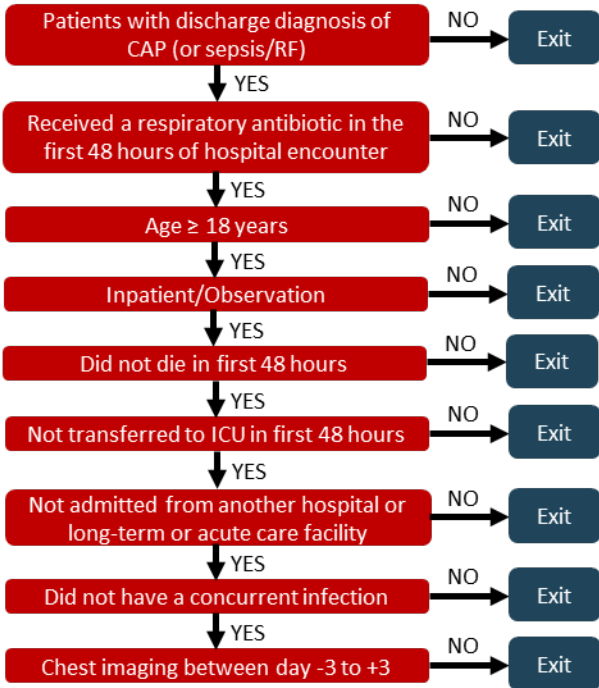 Patients with discharge diagnosis of
CAP (or sepsis/RF)
NO
Exit
YES
Received a respiratory antibiotic in the
first 48 hours of hospital encounter
NO
Exit
YES
Age ≥ 18 years
NO
Exit
YES
Inpatient/Observation
NO
Exit
YES
Did not die in first 48 hours
NO
Exit
YES
Not transferred to ICU in first 48 hours
NO
Exit
YES
Not admitted from another hospital or
long-term or acute care facility
NO
Exit
YES
Did not have a concurrent infection
NO
Exit
YES
Chest imaging between day -3 to +3
NO
Exit